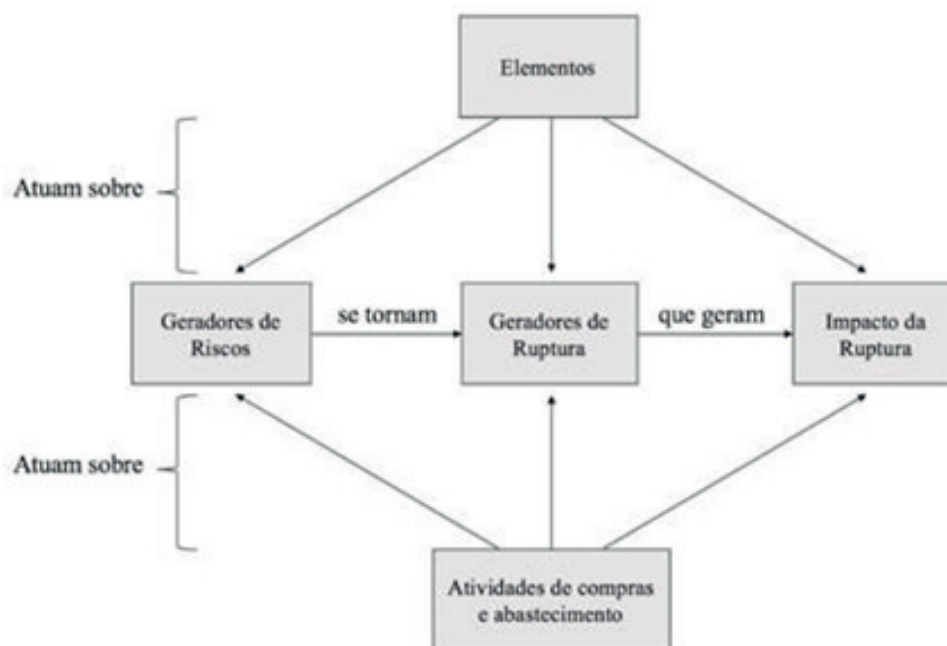 Elementos
Atuam sobre
Geradores de
Riscos
se tornam
Geradores de
Ruptura
que geram
Impacto da
Ruptura
Atuam sobre
Atividades de compras
e abastecimento